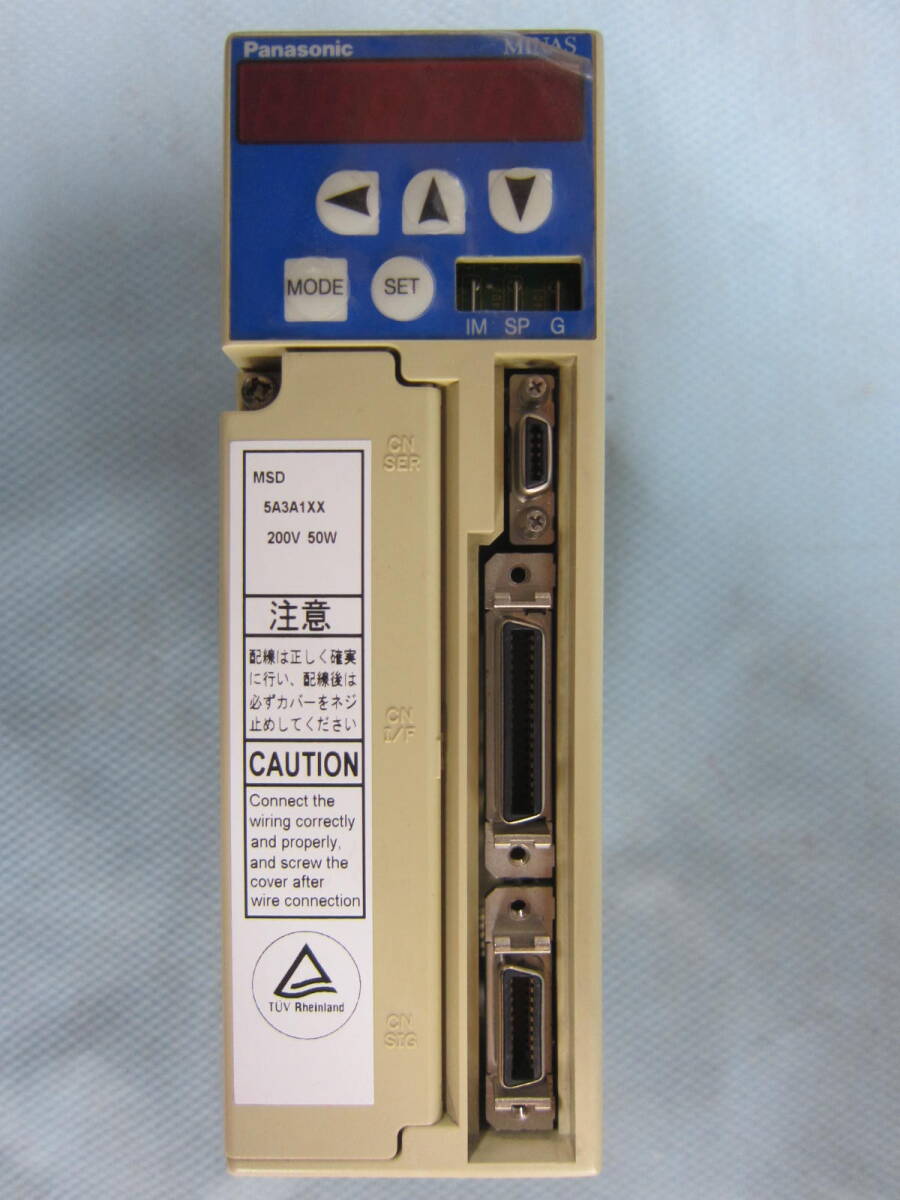 Panasonic MINAS
MODE SET
IM SP G
CN
SER
MSD
5A3A1XX
200V 50W
注意
配線は正しく確実
に行い、配線後は
必ずカバーをネジ
止めしてください
CN
I/F
CAUTION
Connect the
wiring correctly
and properly,
and screw the
cover after
wire connection
TÜV Rheinland
CN
SIG